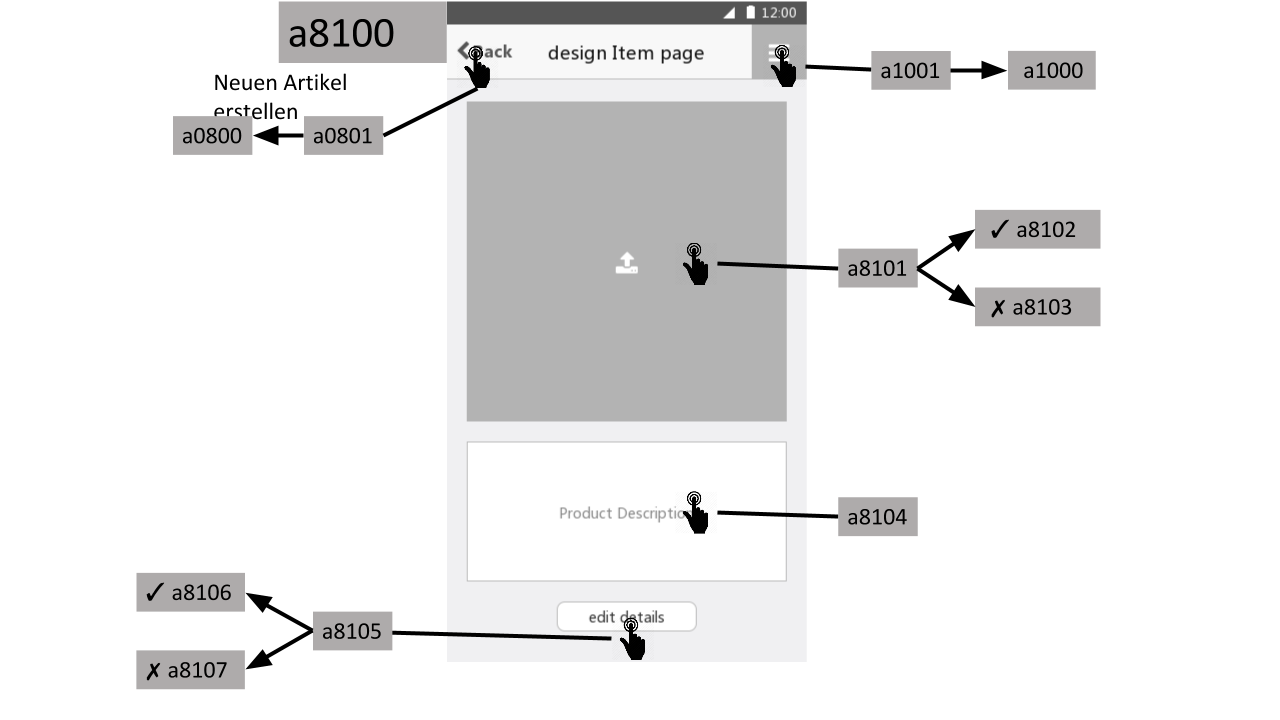 a8100
12:00
Back
design Item page
Neuen Artikel
erstellen
a0800
a0801
a1001
a1000
a8101
✓ a8102
✗ a8103
Product Description
a8104
edit details
a8105
✓ a8106
✗ a8107